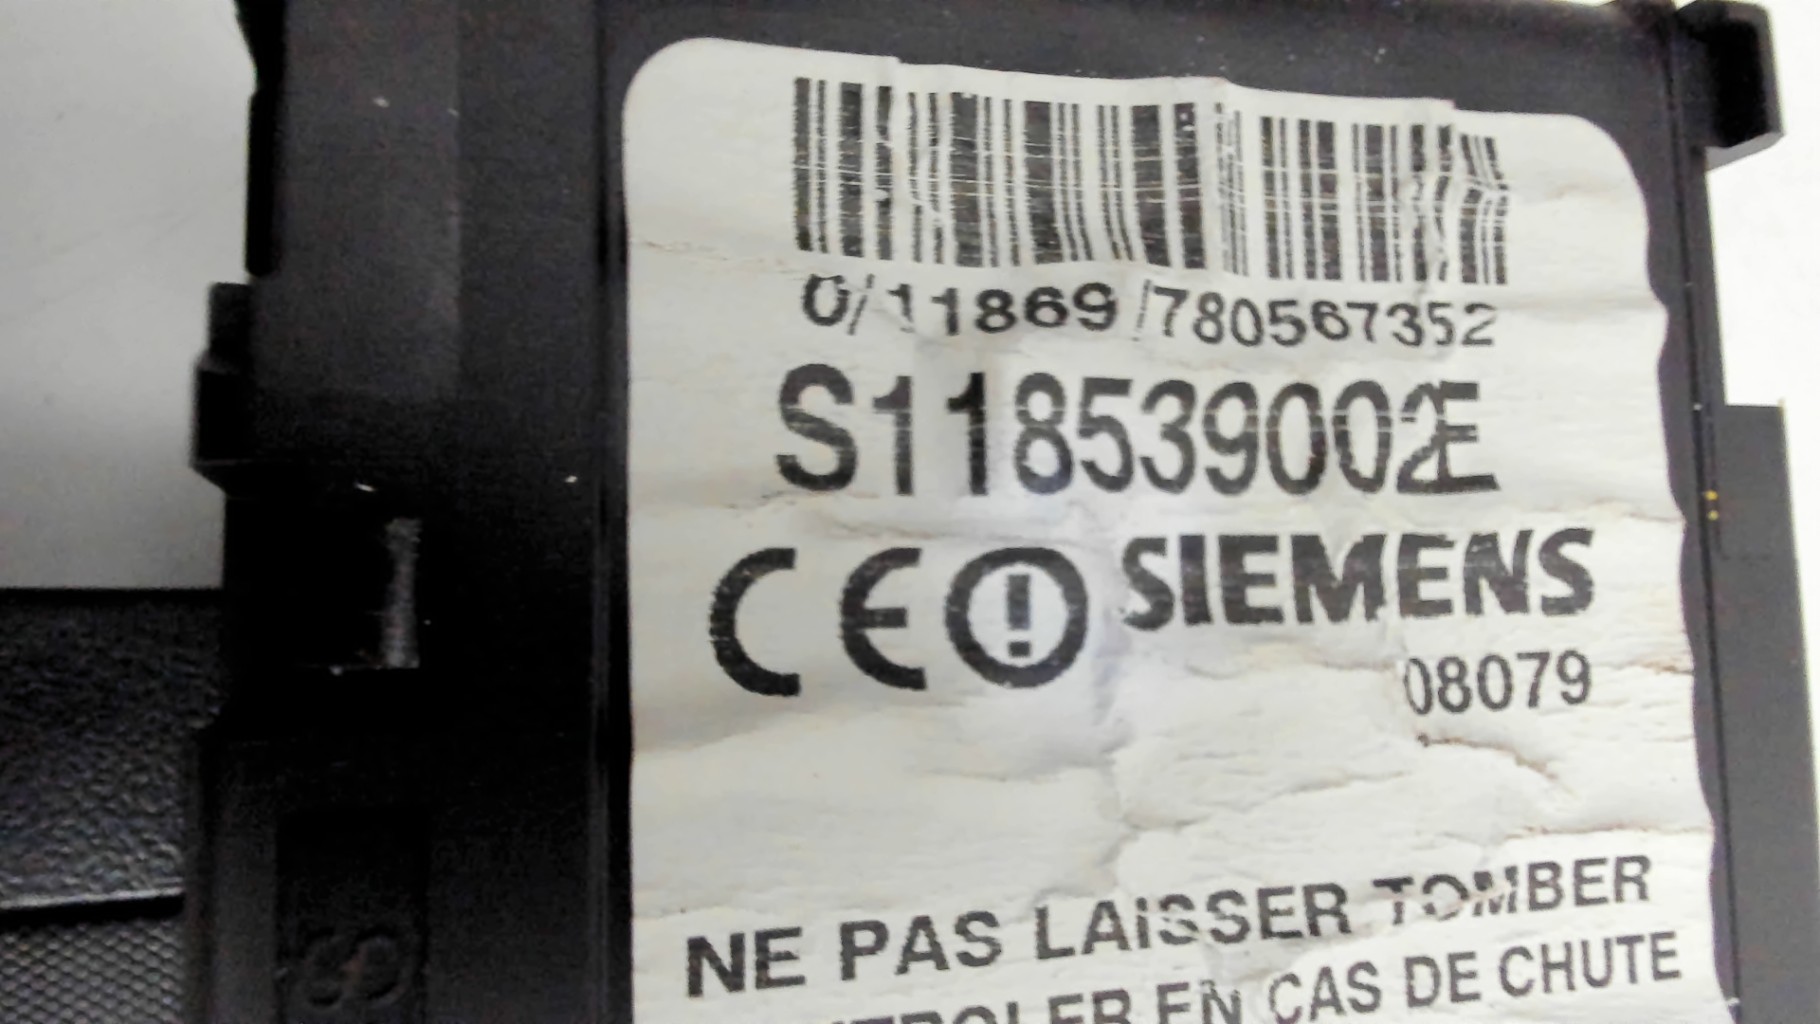 0/11869/780567352
S118539002E
CE SIEMENS
08079
NE PAS LAISSER TOMBER
EN CAS DE CHUTE